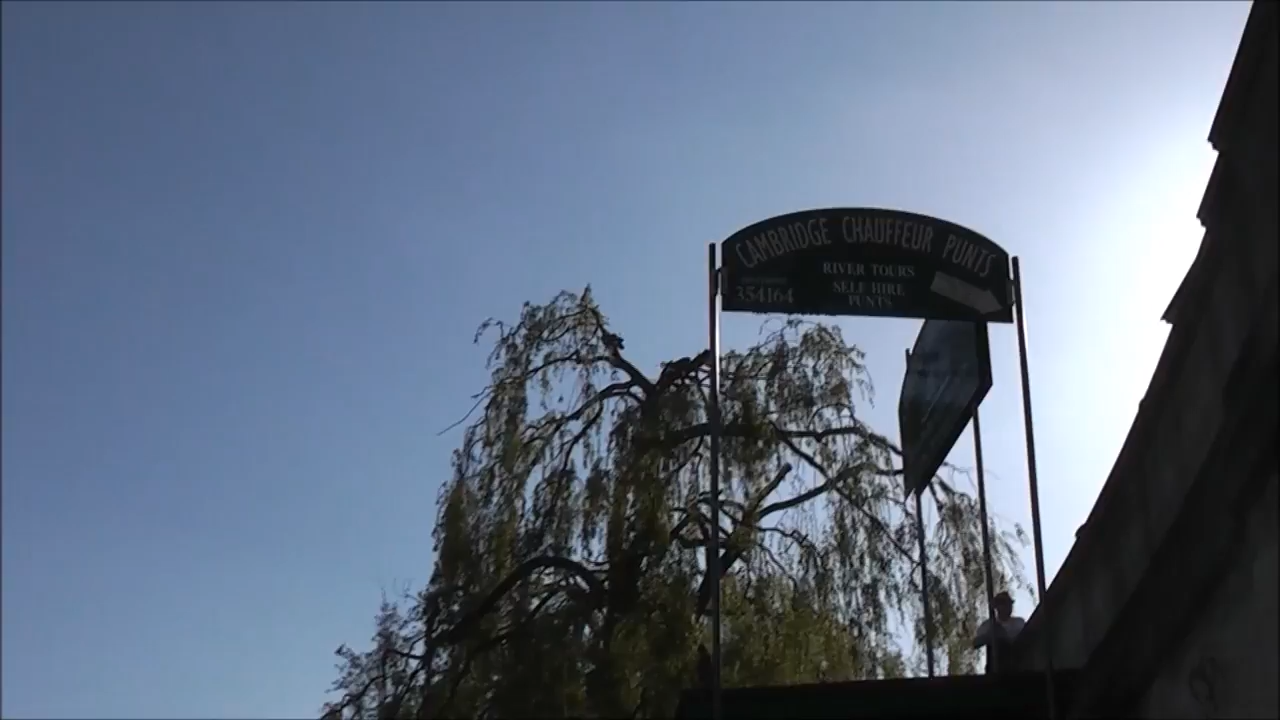 CAMBRIDGE CHAUFFEUR PUNTS
RIVER TOURS
SELF HIRE
PUNTS
354164